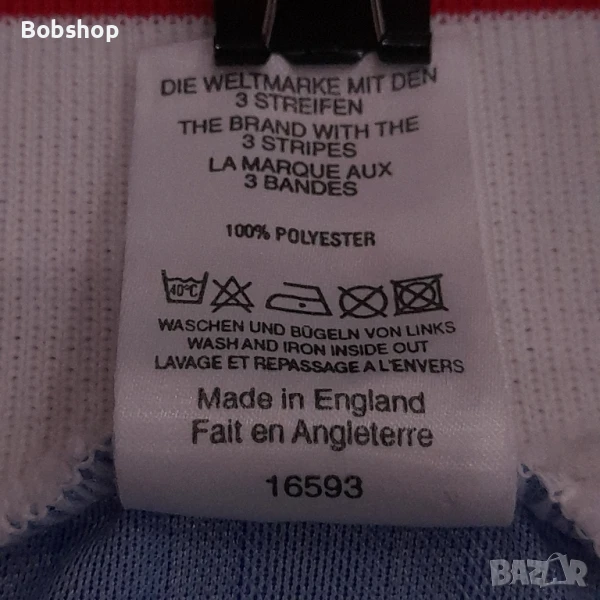 Bobshop
DIE WELTMARKE MIT DEN
3 STREIFEN
THE BRAND WITH THE
3 STRIPES
LA MARQUE AUX
3 BANDES
100% POLYESTER
40°C
WASCHEN UND BÜGELN VON LINKS
WASH AND IRON INSIDE OUT
LAVAGE ET REPASSAGE A L'ENVERS
Made in England
Fait en Angleterre
16593
BAZAR